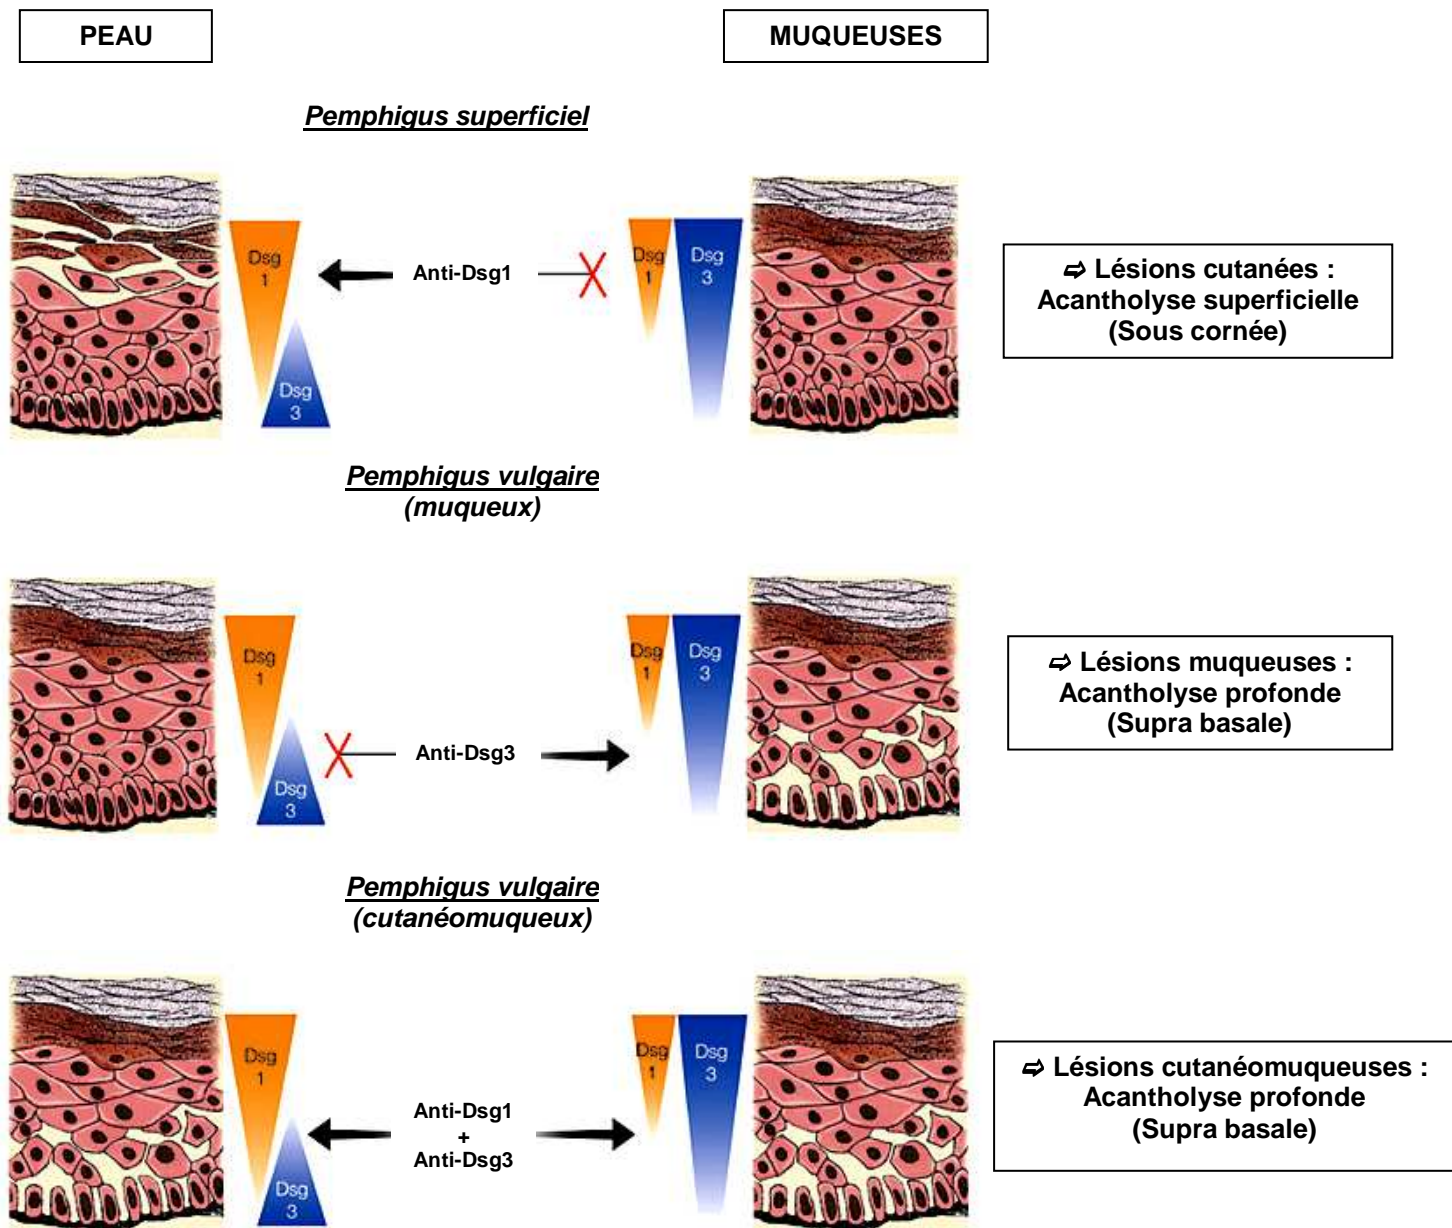 PEAU
MUQUEUSES
Pemphigus superficiel
Dsg
1
Dsg
3
Anti-Dsg1
Dsg
1
Dsg
3
⇨ Lésions cutanées :
Acantholyse superficielle
(Sous cornée)
Pemphigus vulgaire
(muqueux)
Dsg
1
Dsg
3
Anti-Dsg3
Dsg
1
Dsg
3
⇨ Lésions muqueuses :
Acantholyse profonde
(Supra basale)
Pemphigus vulgaire
(cutanéomuqueux)
Dsg
1
Dsg
3
Anti-Dsg1
+
Anti-Dsg3
Dsg
1
Dsg
3
⇨ Lésions cutanéomuqueuses :
Acantholyse profonde
(Supra basale)